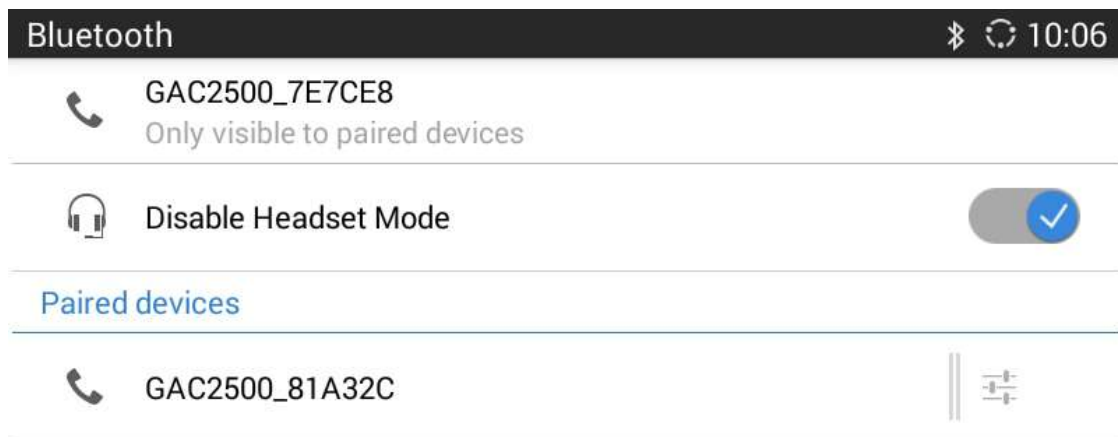 Bluetooth 10:06
GAC2500_7E7CE8
Only visible to paired devices
Disable Headset Mode
Paired devices
GAC2500_81A32C